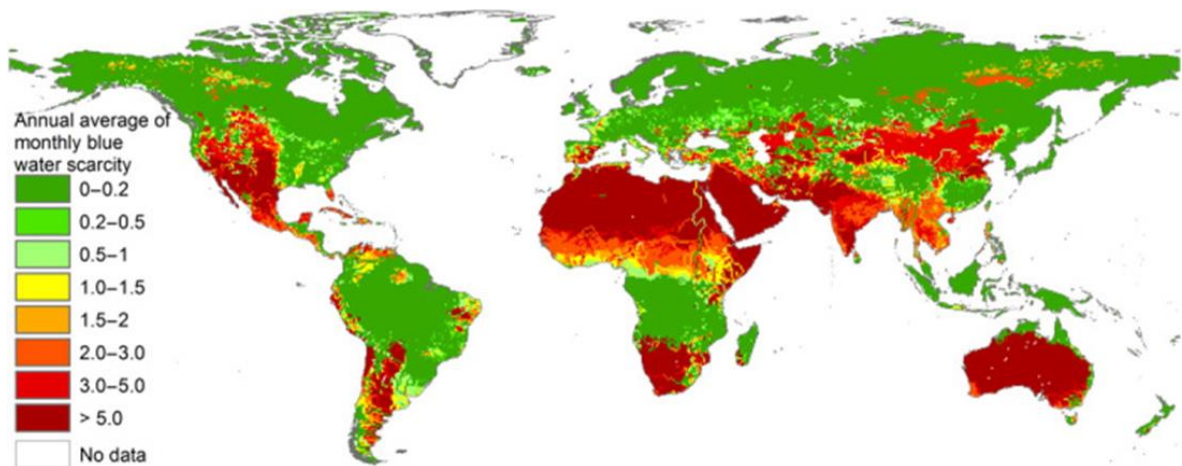 Annual average of
monthly blue
water scarcity
0–0.2
0.2–0.5
0.5–1
1.0–1.5
1.5–2
2.0–3.0
3.0–5.0
> 5.0
No data